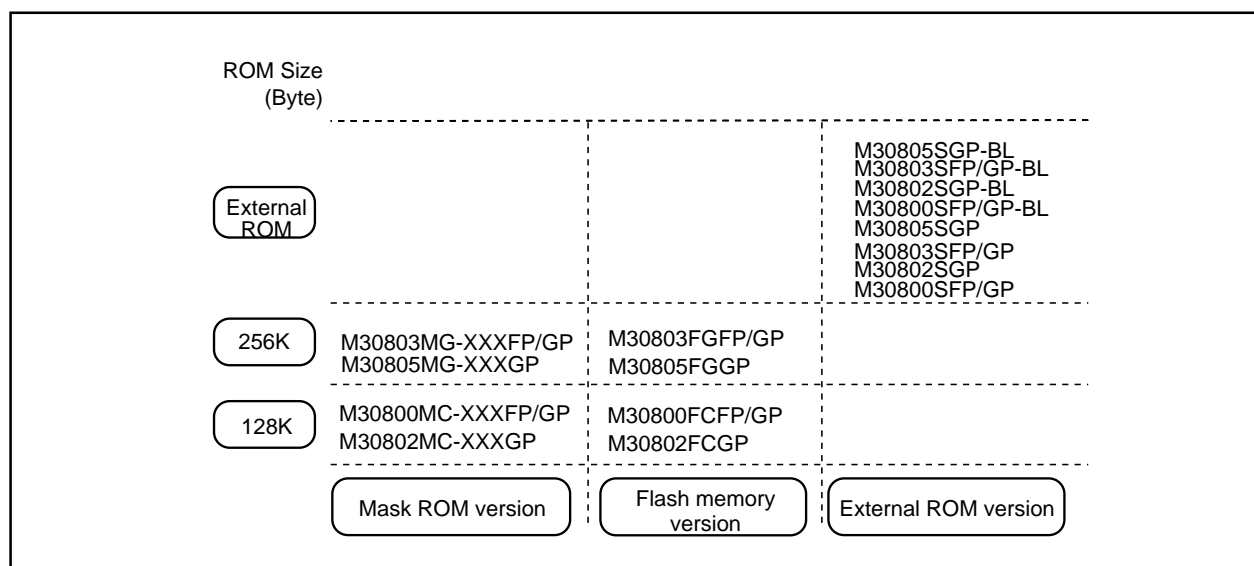 ROM Size
(Byte)
External
ROM
M30805SGP-BL
M30803SFP/GP-BL
M30802SGP-BL
M30800SFP/GP-BL
M30805SGP
M30803SFP/GP
M30802SGP
M30800SFP/GP
256K
M30803MG-XXXFP/GP
M30805MG-XXXGP
M30803FGFP/GP
M30805FGGP
128K
M30800MC-XXXFP/GP
M30802MC-XXXGP
M30800FCFP/GP
M30802FCGP
Mask ROM version
Flash memory
version
External ROM version